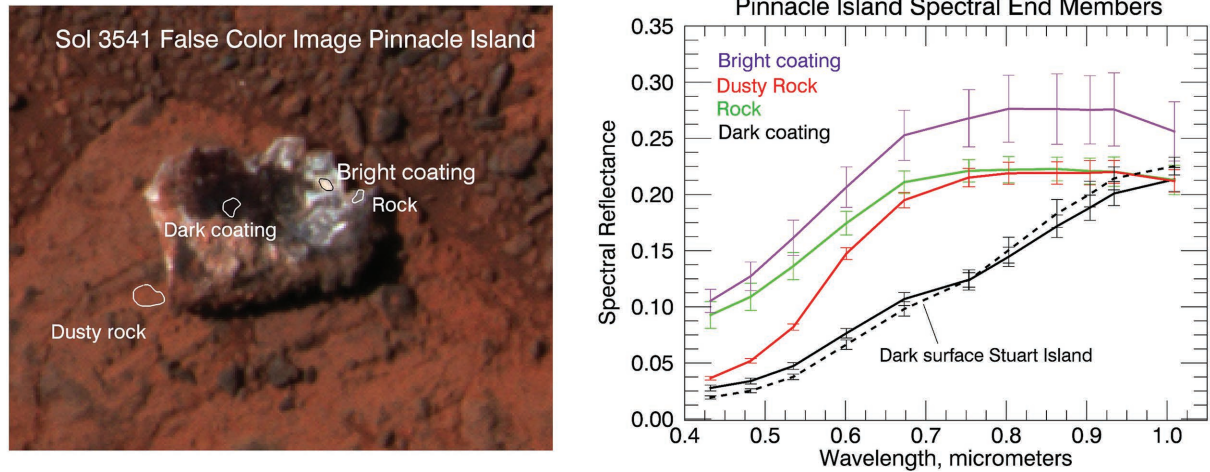 Sol 3541 False Color Image Pinnacle Island
Bright coating
Rock
Dark coating
Dusty rock
Pinnacle Island Spectral End Members
Spectral Reflectance
0.35
0.30
0.25
0.20
0.15
0.10
0.05
0.00
Bright coating
Dusty Rock
Rock
Dark coating
Dark surface Stuart Island
0.4 0.5 0.6 0.7 0.8 0.9 1.0
Wavelength, micrometers